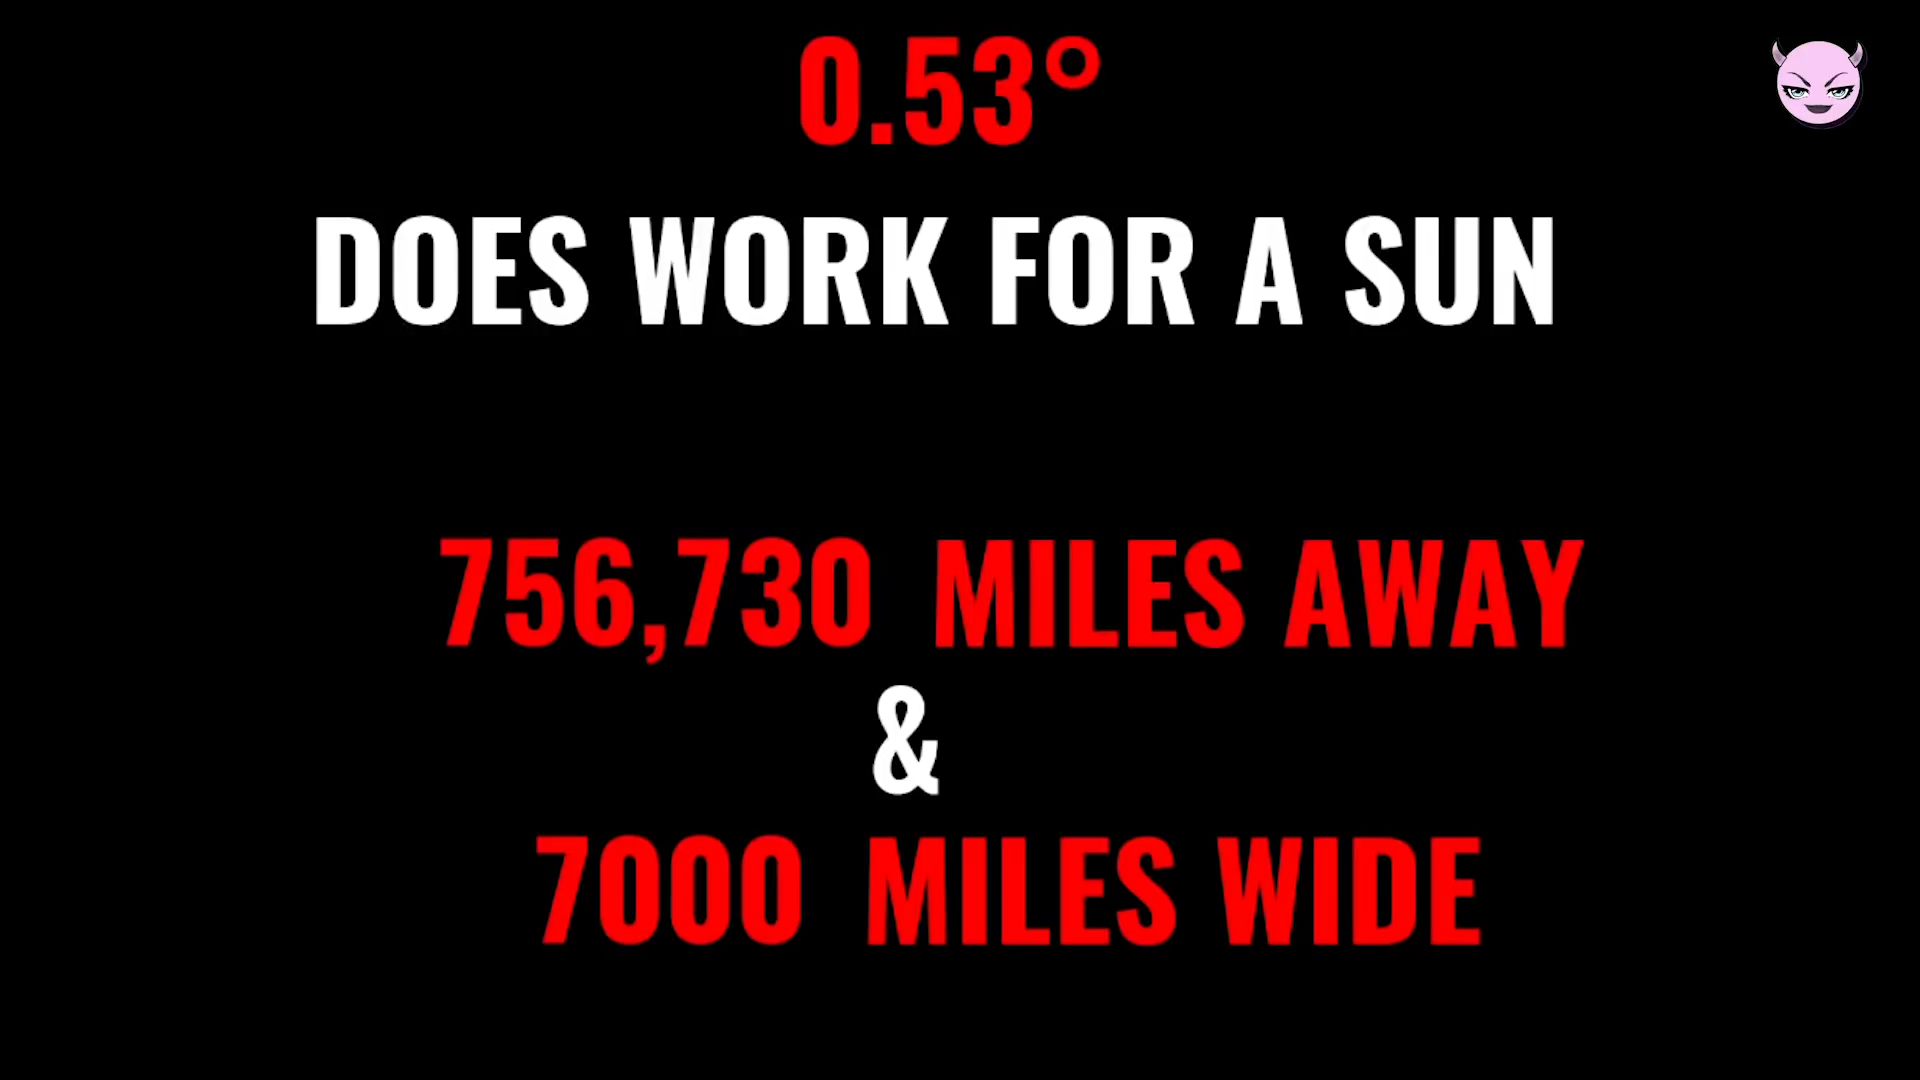 0.53°
DOES WORK FOR A SUN
756,730 MILES AWAY
&
7000 MILES WIDE